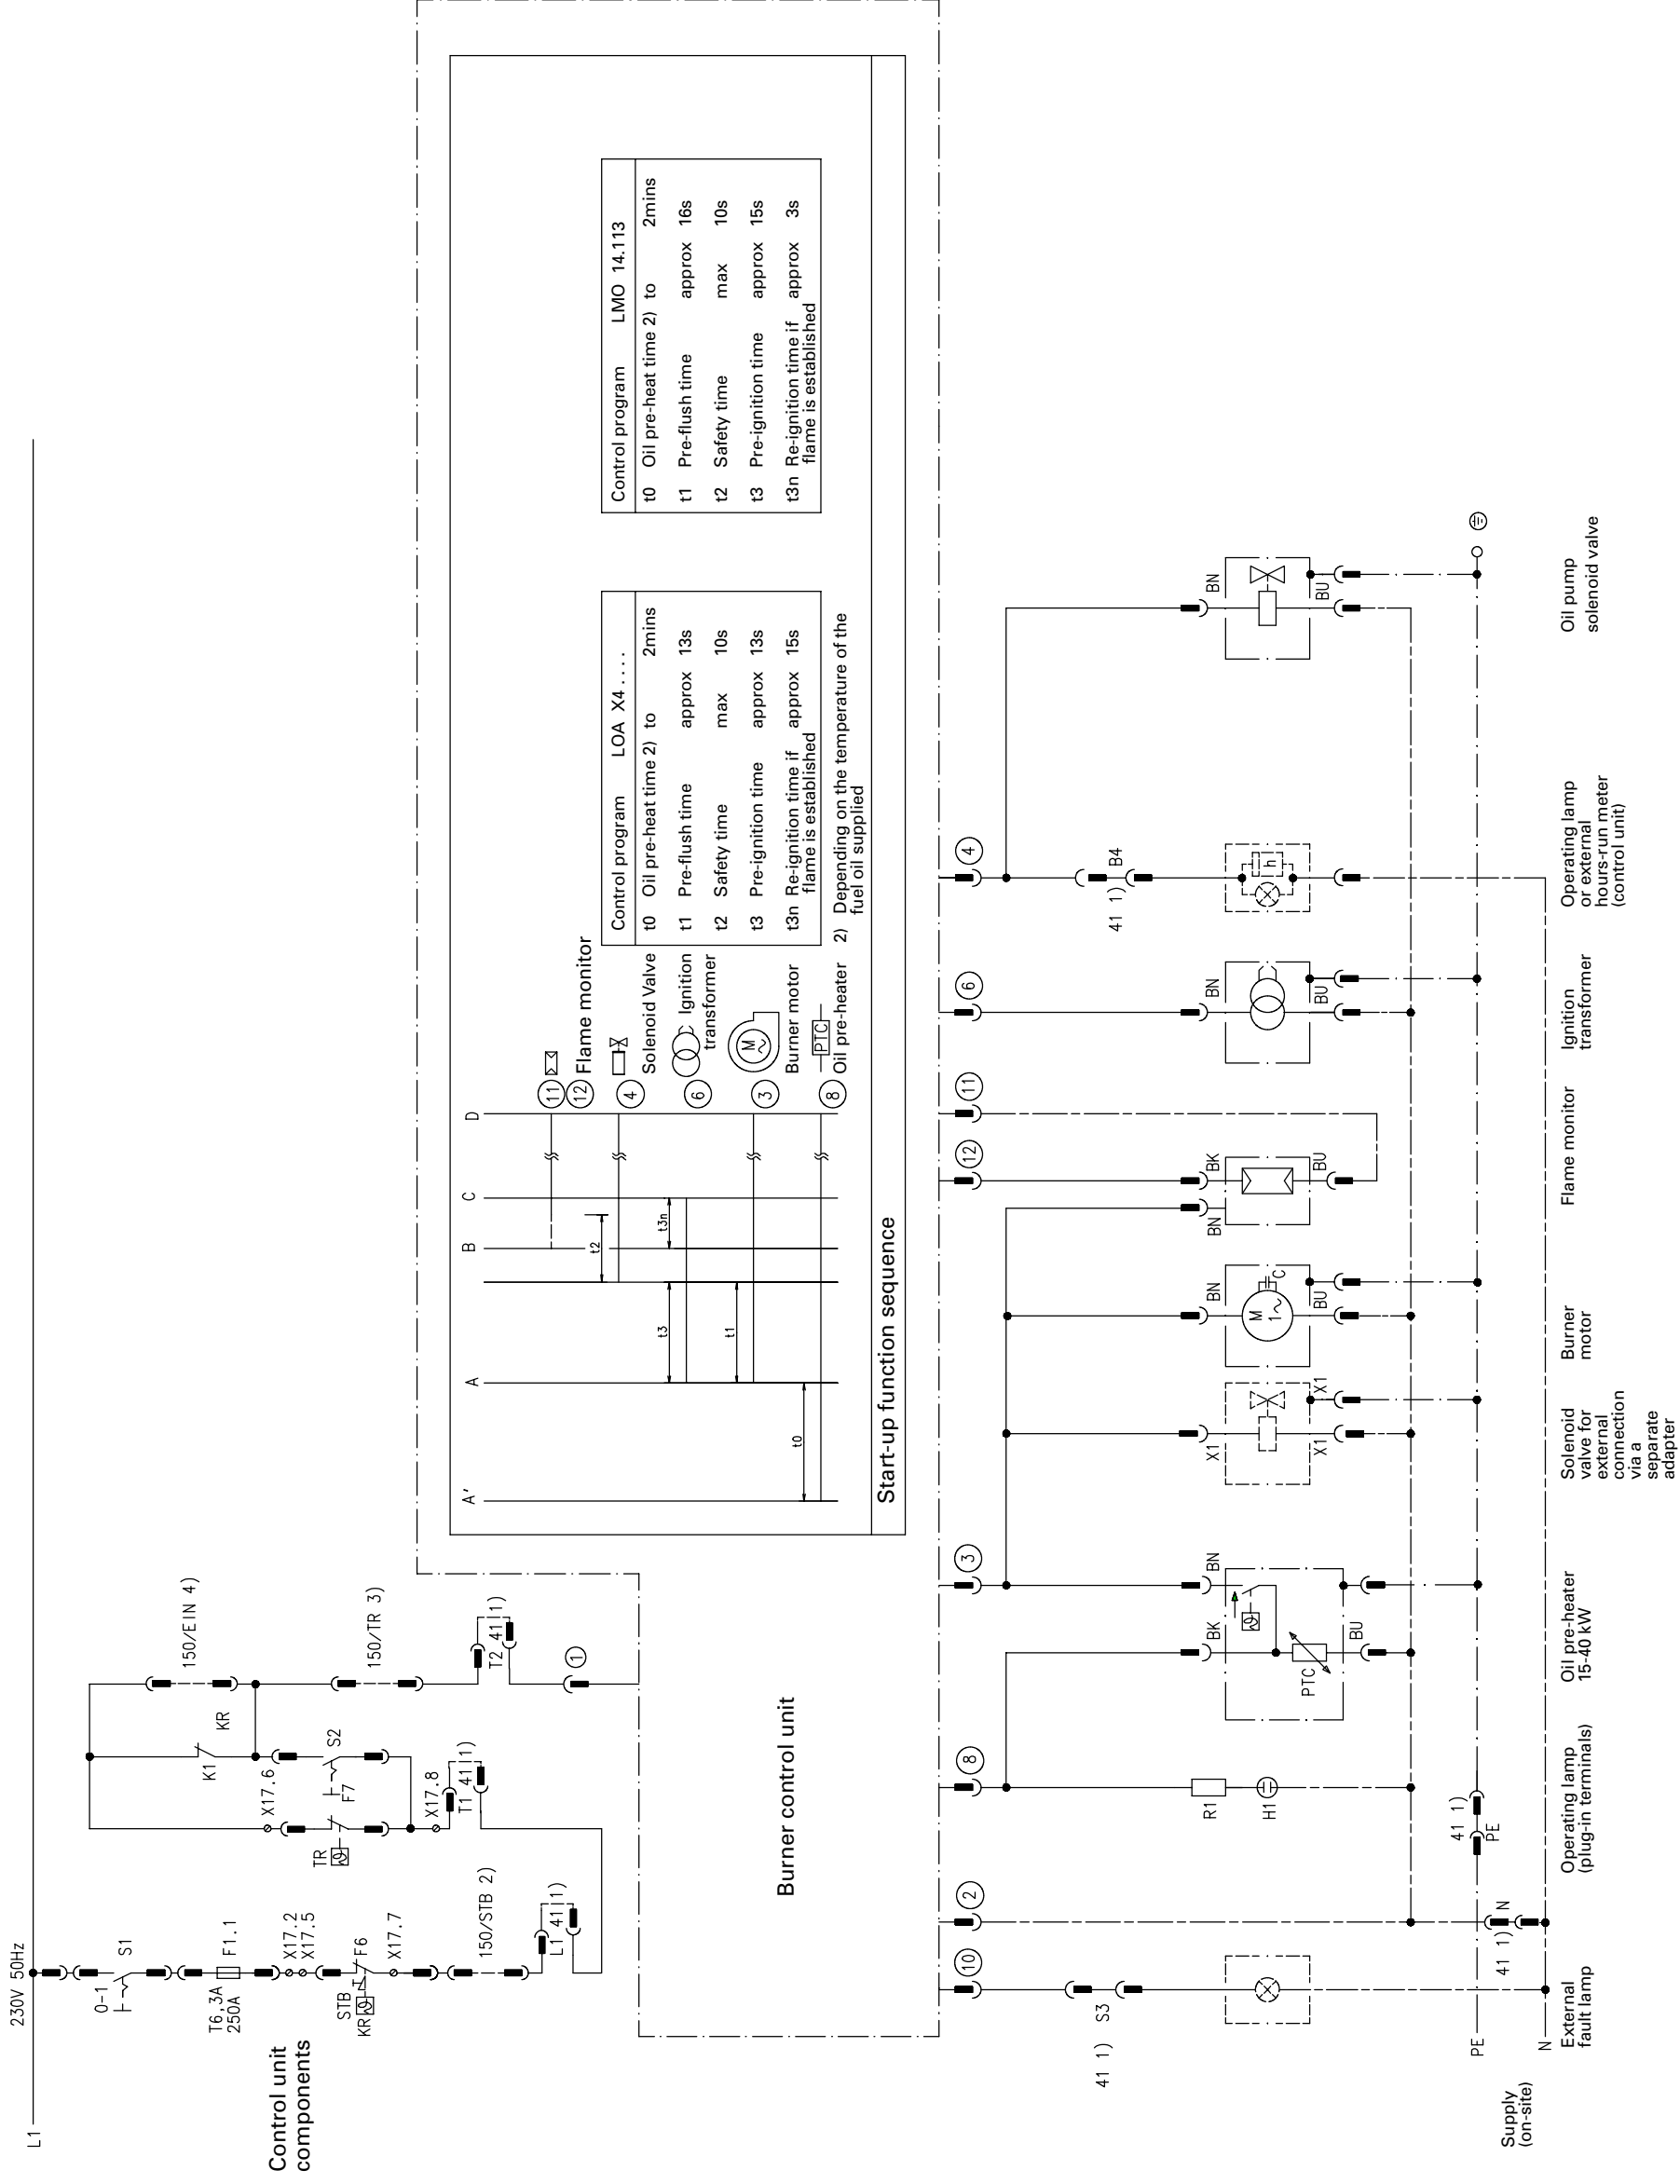 L1
230V 50Hz
Control unit
components
0-1
S1
T6,3A
250A
F1.1
X17.2
X17.5
STB
KR
F6
X17.7
150/STB 2)
L1
41
1)
TR
X17.6
K1
KR
F7
S2
X17.8
T1
41
1)
150/EIN 4)
150/TR 3)
T2
41
1)
1
Burner control unit
Start-up function sequence
A'
A
B
C
D
t0
t1
t3
t2
t3n
11
12
Flame monitor
4
Solenoid Valve
6
Ignition
transformer
3
M
Burner motor
8
PTC
Oil pre-heater
Control program LOA X4 . . . .
t0 Oil pre-heat time 2) to 2mins
t1 Pre-flush time approx 13s
t2 Safety time max 10s
t3 Pre-ignition time approx 13s
t3n Re-ignition time if approx 15s
flame is established
2) Depending on the temperature of the
fuel oil supplied
Control program LMO 14.113
t0 Oil pre-heat time 2) to 2mins
t1 Pre-flush time approx 16s
t2 Safety time max 10s
t3 Pre-ignition time approx 15s
t3n Re-ignition time if approx 3s
flame is established
10
2
8
3
12
11
6
4
41 1)
S3
R1
H1
BK
BN
PTC
BU
X1
X1
X1
BN
M
1~
C
BU
BN
BK
BU
BN
BU
41 1)
B4
h
BN
BU
PE
41 1)
PE
N
41 1)
N
Supply
(on-site)
External
fault lamp
Operating lamp
(plug-in terminals)
Oil pre-heater
15-40 kW
Solenoid
valve for
external
connection
via a
separate
adapter
Burner
motor
Flame monitor
Ignition
transformer
Operating lamp
or external
hours-run meter
(control unit)
Oil pump
solenoid valve